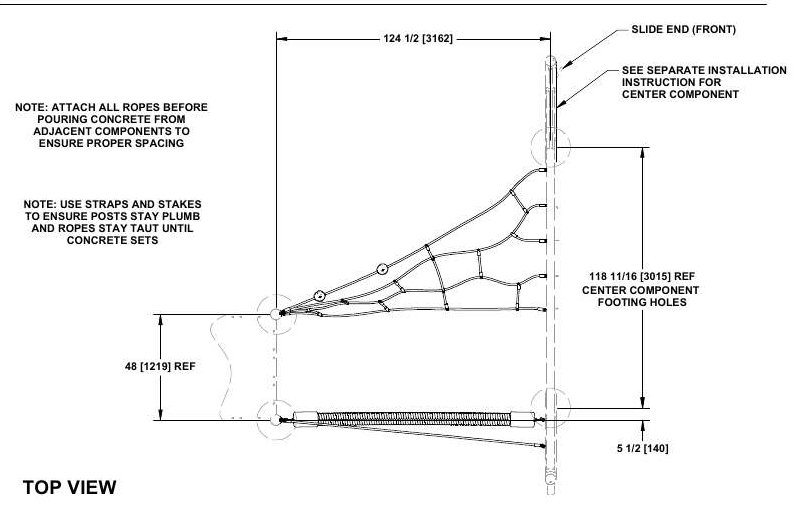 124 1/2 [3162]
SLIDE END (FRONT)
SEE SEPARATE INSTALLATION
INSTRUCTION FOR
CENTER COMPONENT
NOTE: ATTACH ALL ROPES BEFORE
POURING CONCRETE FROM
ADJACENT COMPONENTS TO
ENSURE PROPER SPACING
NOTE: USE STRAPS AND STAKES
TO ENSURE POSTS STAY PLUMB
AND ROPES STAY TAUT UNTIL
CONCRETE SETS
118 11/16 [3015] REF
CENTER COMPONENT
FOOTING HOLES
48 [1219] REF
5 1/2 [140]
TOP VIEW